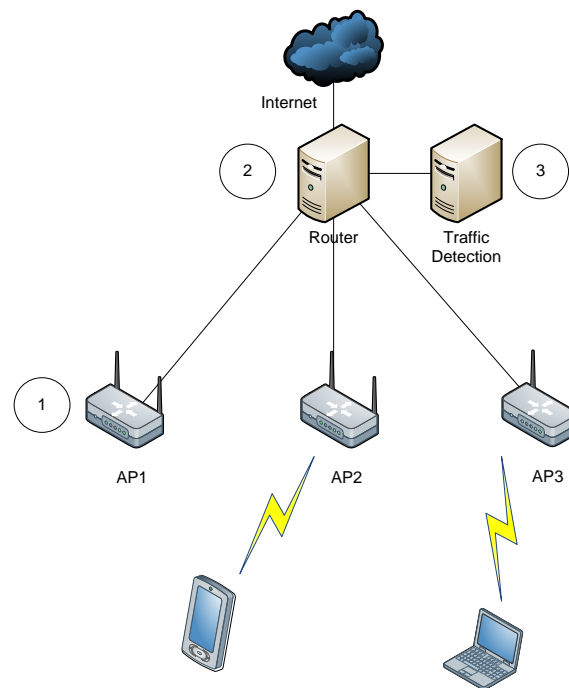 Internet
2
3
Router
Traffic
Detection
1
AP1
AP2
AP3